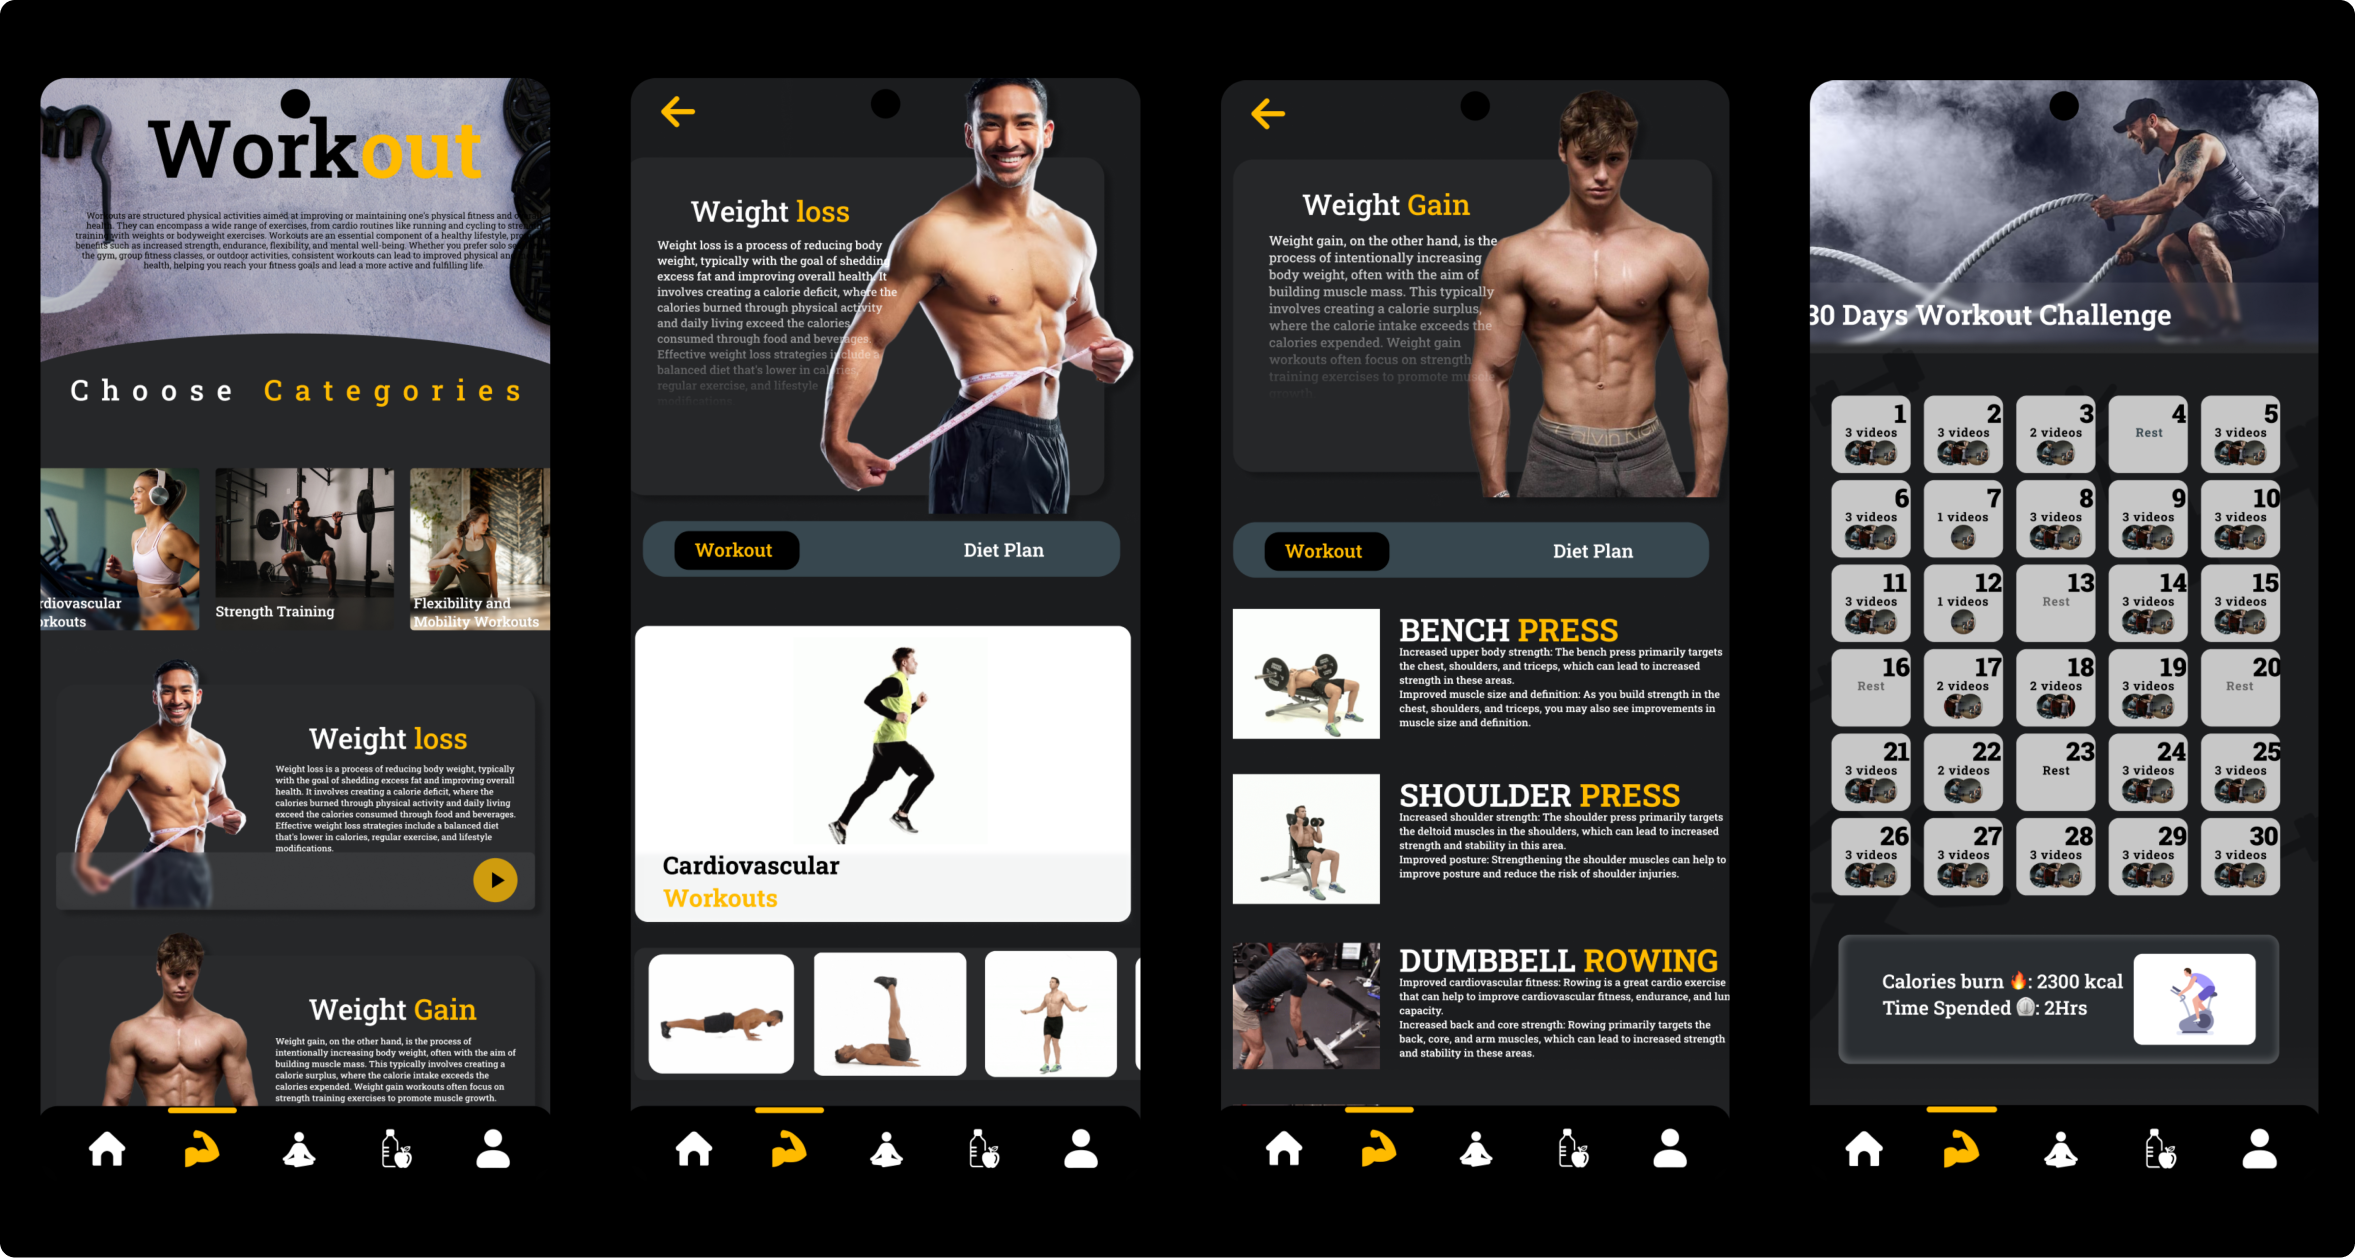 Workout
Workouts are structured physical activities aimed at improving or maintaining one's physical fitness and
health. They can encompass a wide range of exercises, from cardio routines like running and cycling to
training with weights or bodyweight exercises. Workouts are an essential component of a healthy lifestyle,
benefits such as increased strength, endurance, flexibility, and mental well-being. Whether you prefer solo
the gym, group fitness classes, or outdoor activities, consistent workouts can lead to improved physical
health, helping you reach your fitness goals and lead a more active and fulfilling life.
Choose Categories
rdiovascular
orkouts
Strength Training
Flexibility and
Mobility Workouts
Weight loss
Weight loss is a process of reducing body weight, typically
with the goal of shedding excess fat and improving overall
health. It involves creating a calorie deficit, where the
calories burned through physical activity and daily living
exceed the calories consumed through food and beverages.
Effective weight loss strategies include a balanced diet
that's lower in calories, regular exercise, and lifestyle
modifications.
Weight Gain
Weight gain, on the other hand, is the process of
intentionally increasing body weight, often with the aim of
building muscle mass. This typically involves creating a
calorie surplus, where the calorie intake exceeds the
calories expended. Weight gain workouts often focus on
strength training exercises to promote muscle growth.
Weight loss
Weight loss is a process of reducing body
weight, typically with the goal of shedding
excess fat and improving overall health. It
involves creating a calorie deficit, where the
calories burned through physical activity
and daily living exceed the calories
consumed through food and beverages.
Effective weight loss strategies include a
balanced diet that's lower in calories,
regular exercise, and lifestyle
modifications.
Workout
Diet Plan
Cardiovascular
Workouts
Weight Gain
Weight gain, on the other hand, is the
process of intentionally increasing
body weight, often with the aim of
building muscle mass. This typically
involves creating a calorie surplus,
where the calorie intake exceeds the
calories expended. Weight gain
workouts often focus on strength
training exercises to promote muscle
growth.
Calvin Klein
Workout
Diet Plan
BENCH PRESS
Increased upper body strength: The bench press primarily targets
the chest, shoulders, and triceps, which can lead to increased
strength in these areas.
Improved muscle size and definition: As you build strength in the
chest, shoulders, and triceps, you may also see improvements in
muscle size and definition.
SHOULDER PRESS
Increased shoulder strength: The shoulder press primarily targets
the deltoid muscles in the shoulders, which can lead to increased
strength and stability in this area.
Improved posture: Strengthening the shoulder muscles can help to
improve posture and reduce the risk of shoulder injuries.
DUMBBELL ROWING
Improved cardiovascular fitness: Rowing is a great cardio exercise
that can help to improve cardiovascular fitness, endurance, and lun
capacity.
Increased back and core strength: Rowing primarily targets the
back, core, and arm muscles, which can lead to increased strength
and stability in these areas.
30 Days Workout Challenge
1
3 videos
2
3 videos
3
2 videos
4
Rest
5
3 videos
6
3 videos
7
1 videos
8
3 videos
9
3 videos
10
3 videos
11
3 videos
12
1 videos
13
Rest
14
3 videos
15
3 videos
16
Rest
17
2 videos
18
2 videos
19
3 videos
20
Rest
21
3 videos
22
2 videos
23
Rest
24
3 videos
25
3 videos
26
3 videos
27
3 videos
28
3 videos
29
3 videos
30
3 videos
Calories burn 🔥: 2300 kcal
Time Spended : 2Hrs